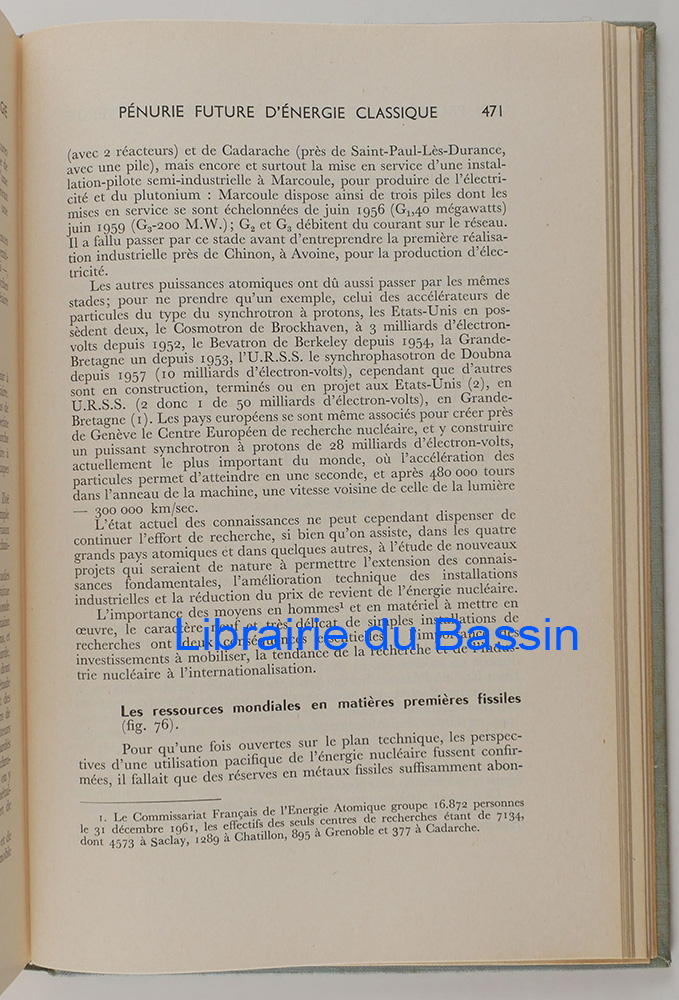 PÉNURIE FUTURE D'ÉNERGIE CLASSIQUE 471
(avec 2 réacteurs) et de Cadarache (près de Saint-Paul-Lès-Durance,
avec une pile), mais encore et surtout la mise en service d'une instal-
lation-pilote semi-industrielle à Marcoule, pour produire de l'électri-
cité et du plutonium : Marcoule dispose ainsi de trois piles dont les
mises en service se sont échelonnées de juin 1956 (G1,40 mégawatts)
juin 1959 (G3-200 M.W.) ; G2 et G3 débitent du courant sur le réseau.
Il a fallu passer par ce stade avant d'entreprendre la première réalisa-
tion industrielle près de Chinon, à Avoine, pour la production d'élec-
tricité.
Les autres puissances atomiques ont dû aussi passer par les mêmes
stades; pour ne prendre qu'un exemple, celui des accélérateurs de
particules du type du synchrotron à protons, les Etats-Unis en pos-
sèdent deux, le Cosmotron de Brockhaven, à 3 milliards d'électron-
volts depuis 1952, le Bevatron de Berkeley depuis 1954, la Grande-
Bretagne un depuis 1953, l'U.R.S.S. le synchrophasotron de Doubna
depuis 1957 (10 milliards d'électron-volts), cependant que d'autres
sont en construction, terminés ou en projet aux Etats-Unis (2), en
U.R.S.S. (2 donc 1 de 50 milliards d'électron-volts), en Grande-
Bretagne (1). Les pays européens se sont même associés pour créer près
de Genève le Centre Européen de recherche nucléaire, et y construire
un puissant synchrotron à protons de 28 milliards d'électron-volts,
actuellement le plus important du monde, où l'accélération des
particules permet d'atteindre en une seconde, et après 480 000 tours
dans l'anneau de la machine, une vitesse voisine de celle de la lumière
— 300 000 km/sec.
L'état actuel des connaissances ne peut cependant dispenser de
continuer l'effort de recherche, si bien qu'on assiste, dans les quatre
grands pays atomiques et dans quelques autres, à l'étude de nouveaux
projets qui seraient de nature à permettre l'extension des connais-
sances fondamentales, l'amélioration technique des installations
industrielles et la réduction du prix de revient de l'énergie nucléaire.
L'importance des moyens en hommes¹ et en matériel à mettre en
œuvre, le caractère neuf et très délicat de simples installations de
recherches ont deux conséquences essentielles des
investissements à mobiliser, la tendance de la recherche et de l'indus-
trie nucléaire à l'internationalisation.
Librairie du Bassin
Les ressources mondiales en matières premières fissiles
(fig. 76).
Pour qu'une fois ouvertes sur le plan technique, les perspec-
tives d'une utilisation pacifique de l'énergie nucléaire fussent confir-
mées, il fallait que des réserves en métaux fissiles suffisamment abon-
1. Le Commissariat Français de l'Energie Atomique groupe 16.872 personnes
le 31 décembre 1961, les effectifs des seuls centres de recherches étant de 7134,
dont 4573 à Saclay, 1289 à Chatillon, 895 à Grenoble et 377 à Cadarche.